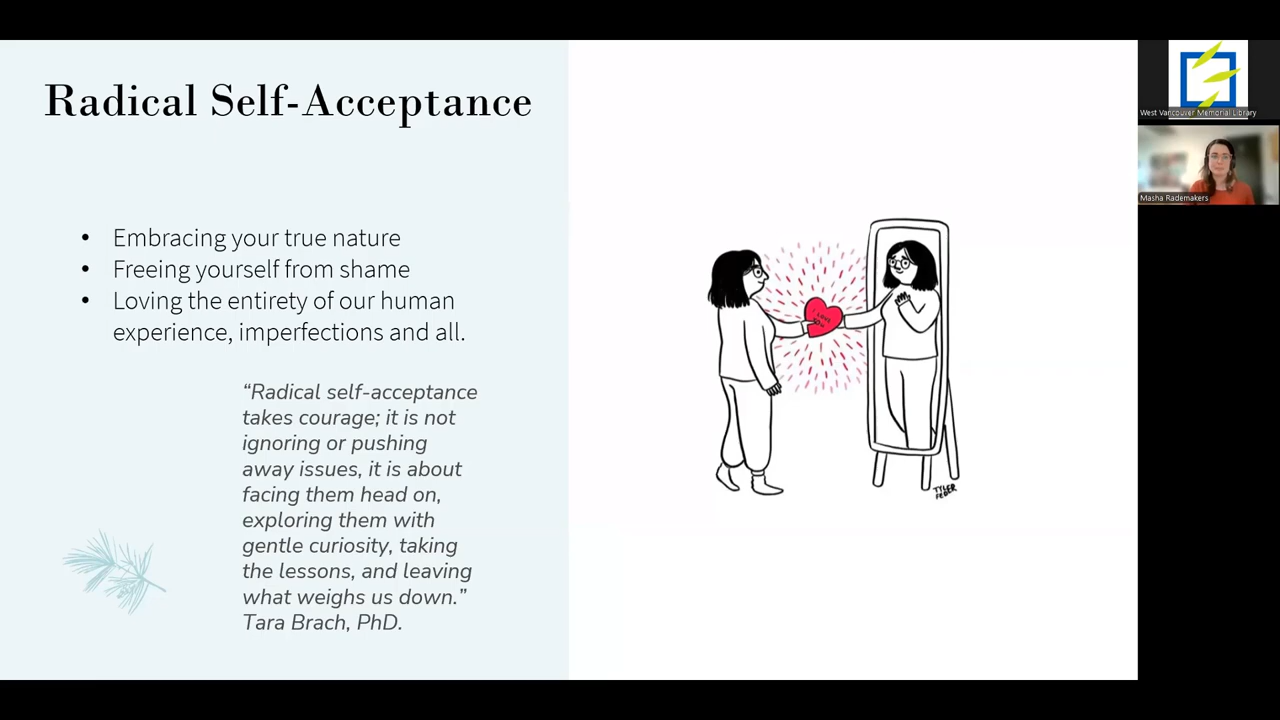 Radical Self-Acceptance
• Embracing your true nature
• Freeing yourself from shame
• Loving the entirety of our human
experience, imperfections and all.
“Radical self-acceptance
takes courage; it is not
ignoring or pushing
away issues, it is about
facing them head on,
exploring them with
gentle curiosity, taking
the lessons, and leaving
what weighs us down.”
Tara Brach, PhD.
I LOVE
YOU
TYLER
FEDER
West Vancouver Memorial Library
Masha Rademakers